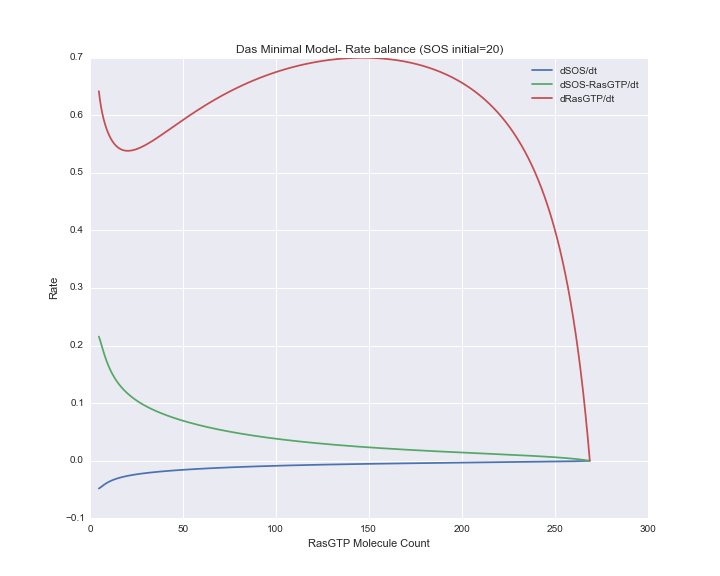 Das Minimal Model- Rate balance (SOS initial=20)
dSOS/dt
dSOS-RasGTP/dt
dRasGTP/dt
0.7
0.6
0.5
0.4
0.3
0.2
0.1
0.0
−0.1
Rate
0 50 100 150 200 250 300
RasGTP Molecule Count